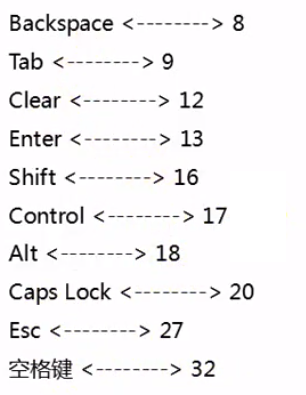 Backspace <--------> 8
Tab <--------> 9
Clear <--------> 12
Enter <--------> 13
Shift <--------> 16
Control <--------> 17
Alt <--------> 18
Caps Lock <--------> 20
Esc <--------> 27
空格键 <--------> 32